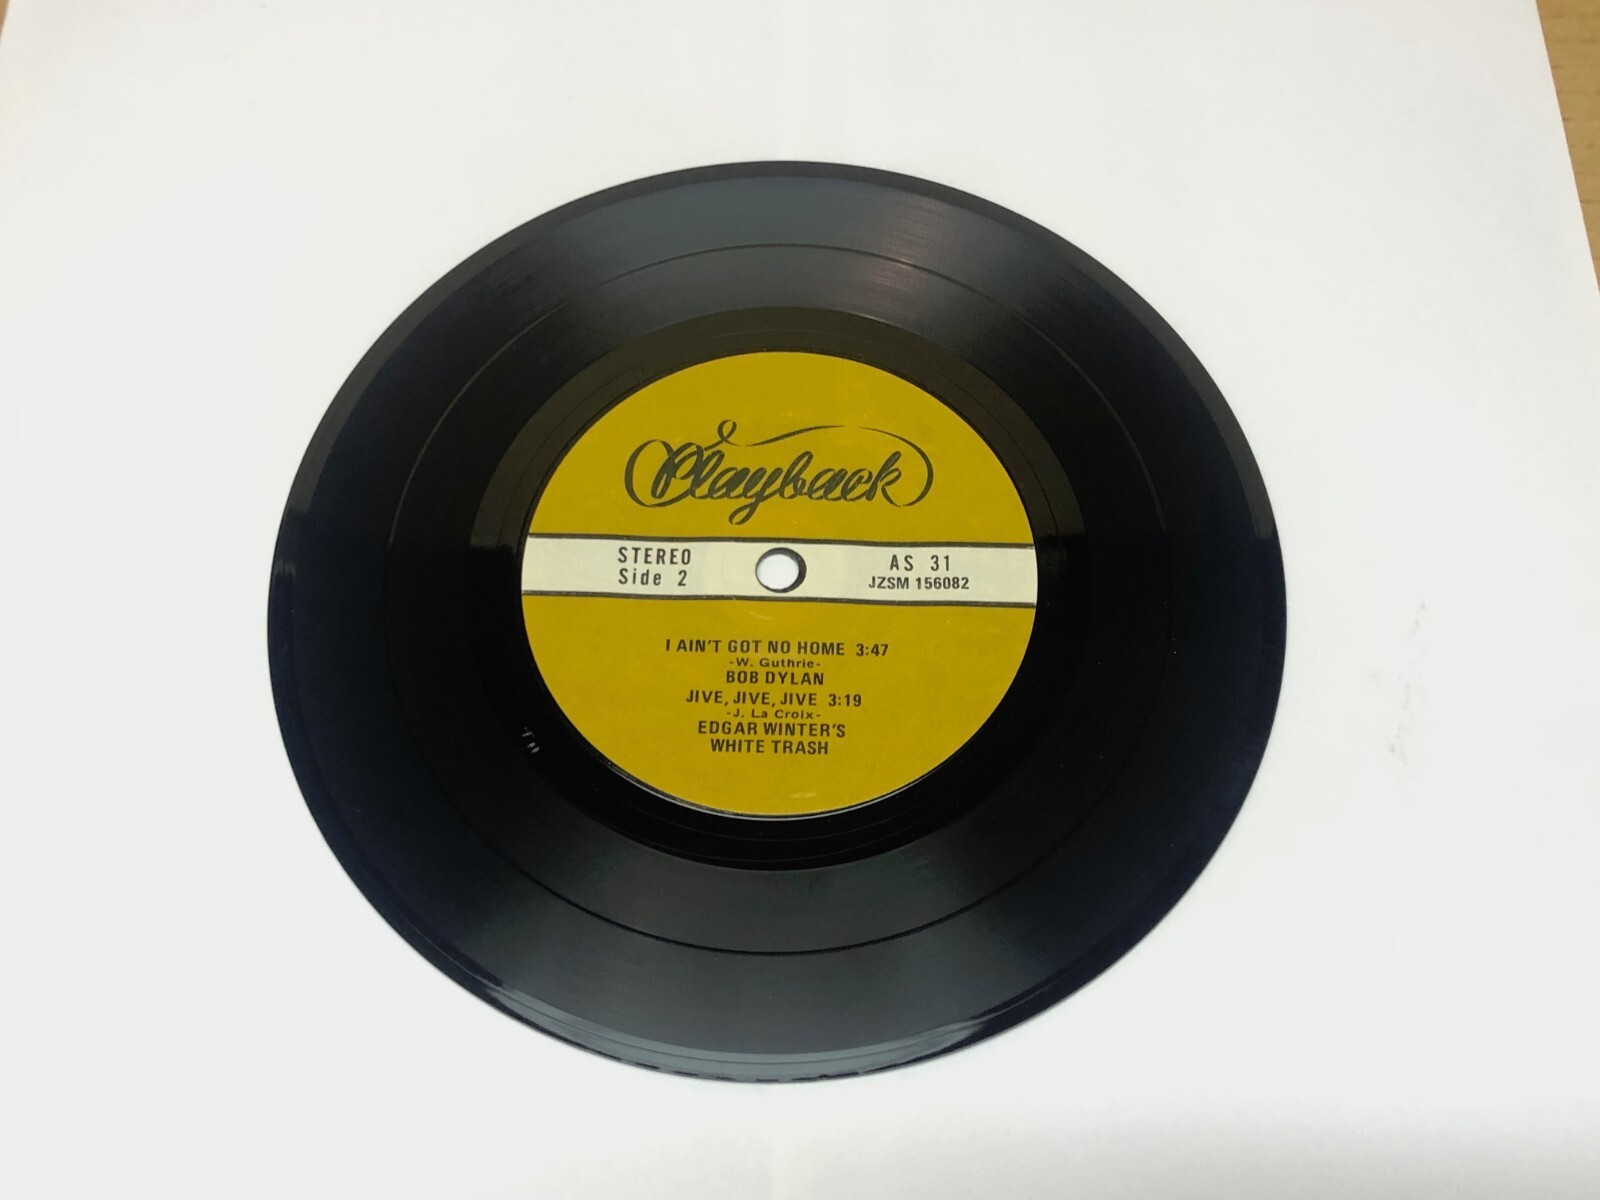 Playback
STEREO
Side 2
AS 31
JZSM 156082
I AIN'T GOT NO HOME 3:47
-W. Guthrie-
BOB DYLAN
JIVE, JIVE, JIVE 3:19
-J. La Croix-
EDGAR WINTER'S
WHITE TRASH